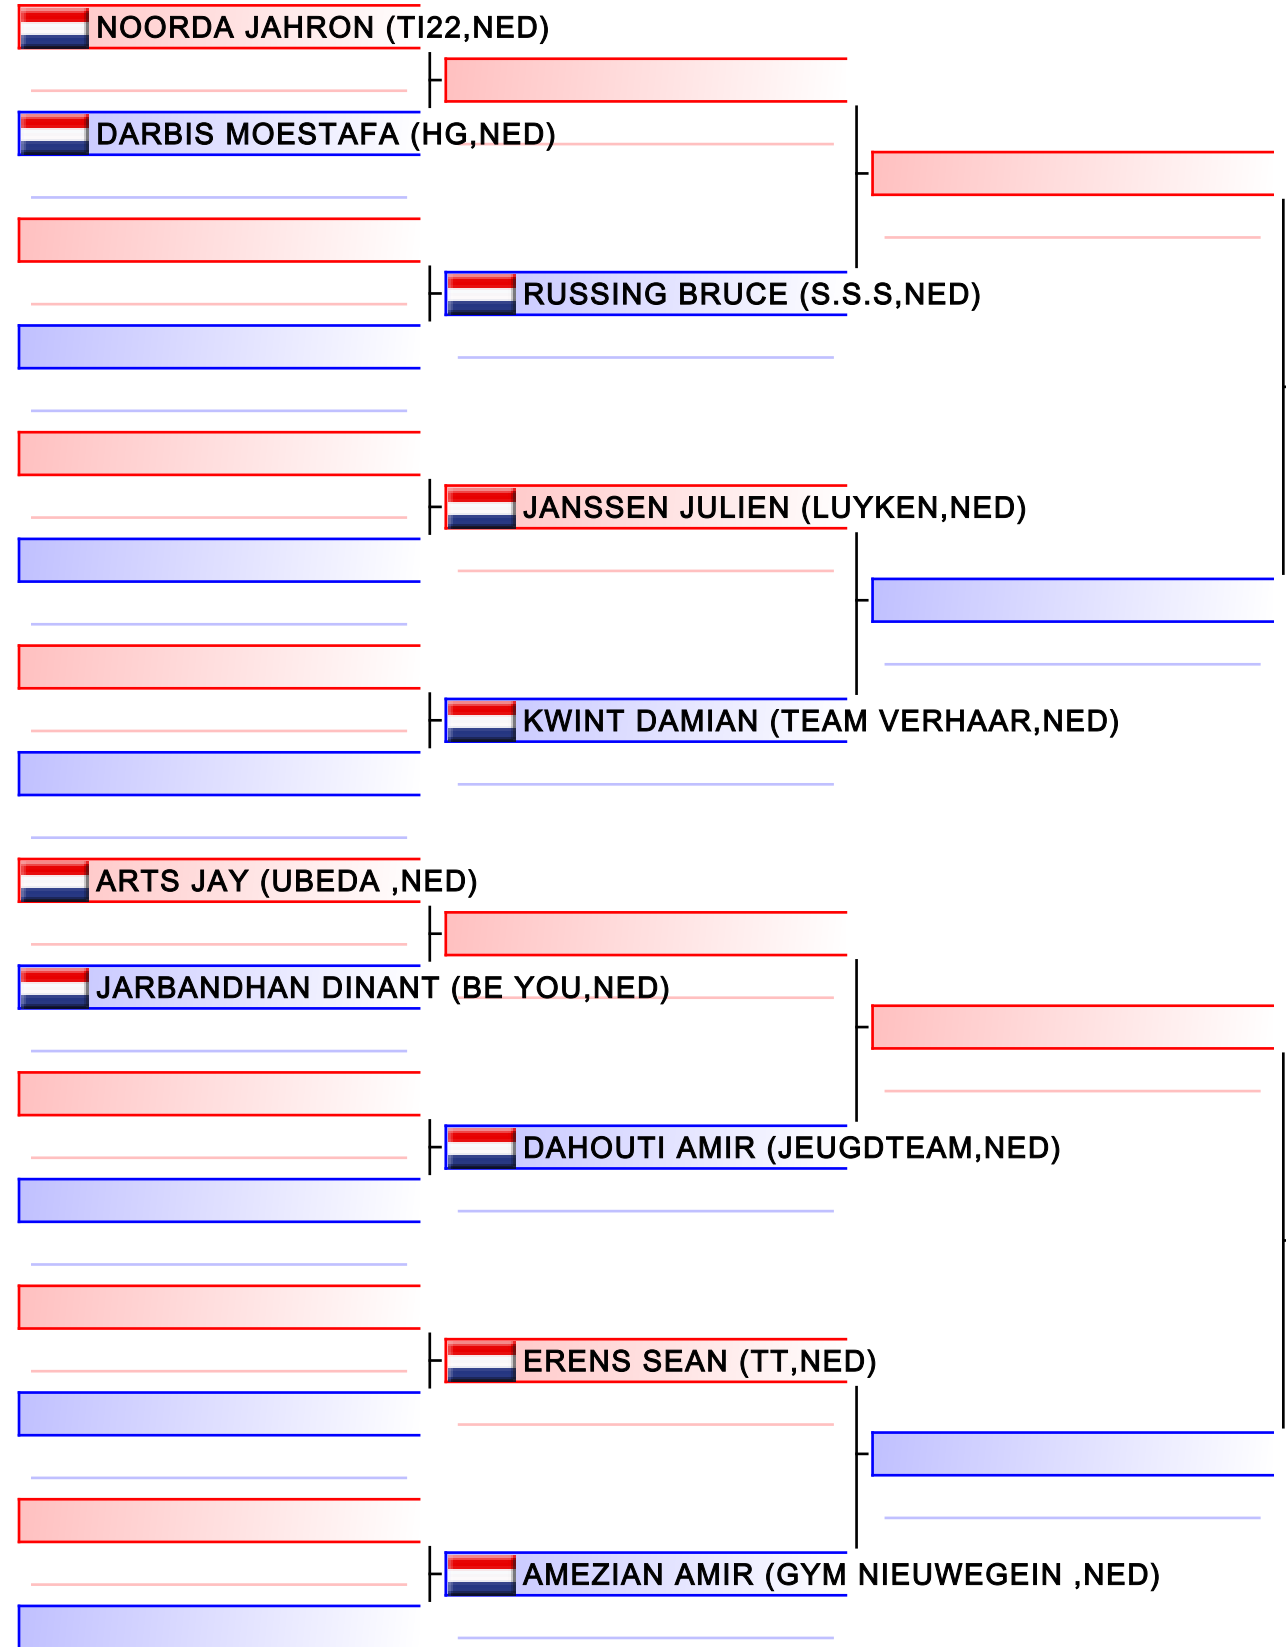 NOORDA JAHRON (TI22,NED)
DARBIS MOESTAFA (HG,NED)
RUSSING BRUCE (S.S.S,NED)
JANSSEN JULIEN (LUYKEN,NED)
KWINT DAMIAN (TEAM VERHAAR,NED)
ARTS JAY (UBEDA ,NED)
JARBANDHAN DINANT (BE YOU,NED)
DAHOUTI AMIR (JEUGDTEAM,NED)
ERENS SEAN (TT,NED)
AMEZIAN AMIR (GYM NIEUWEGEIN ,NED)